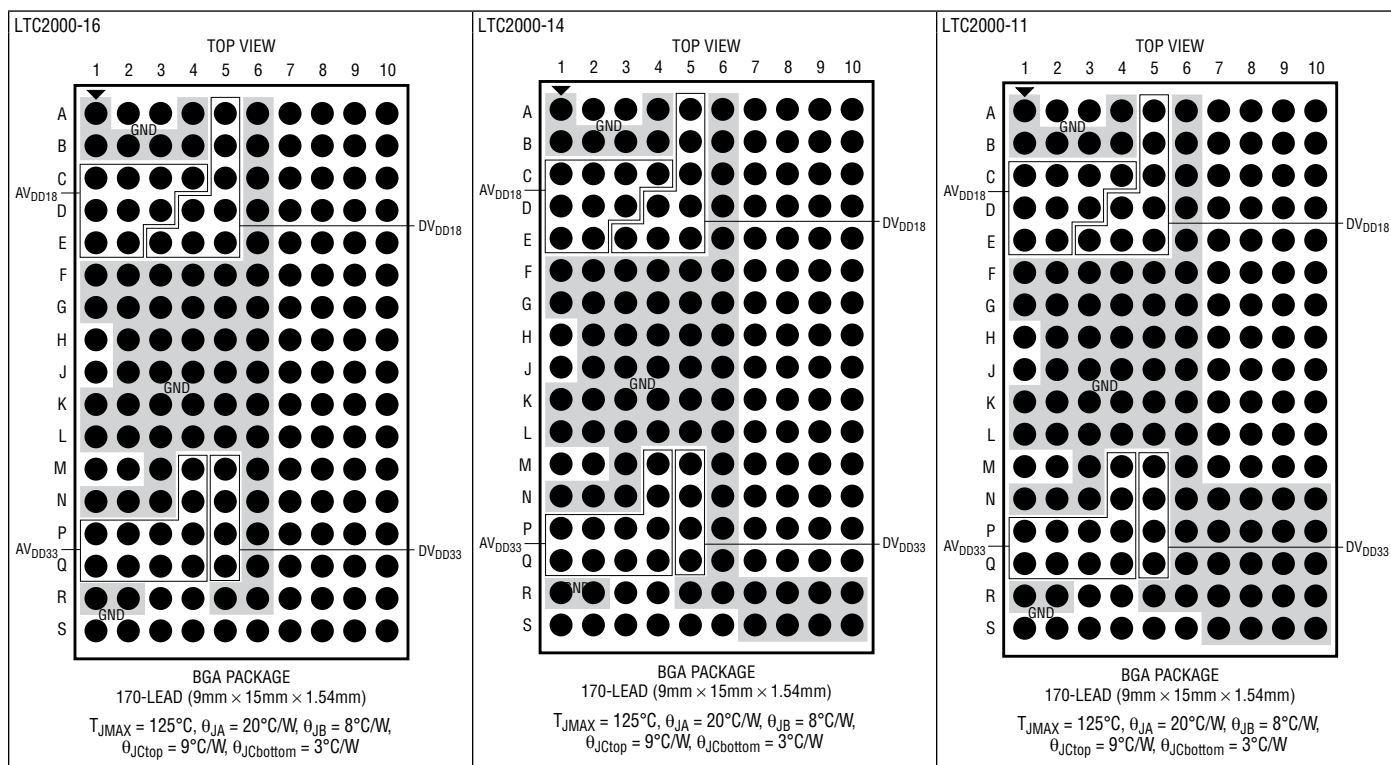 LTC2000-16
TOP VIEW
1 2 3 4 5 6 7 8 9 10
A
GND
B
C
AVDD18
D
DVDD18
E
F
G
H
J
GND
K
L
M
N
P
AVDD33
DVDD33
Q
R
GND
S
BGA PACKAGE
170-LEAD (9mm × 15mm × 1.54mm)
TJMAX = 125°C, θJA = 20°C/W, θJB = 8°C/W,
θJCtop = 9°C/W, θJCbottom = 3°C/W
LTC2000-14
TOP VIEW
1 2 3 4 5 6 7 8 9 10
A
GND
B
C
AVDD18
D
DVDD18
E
F
G
H
J
GND
K
L
M
N
P
AVDD33
DVDD33
Q
GND
R
S
BGA PACKAGE
170-LEAD (9mm × 15mm × 1.54mm)
TJMAX = 125°C, θJA = 20°C/W, θJB = 8°C/W,
θJCtop = 9°C/W, θJCbottom = 3°C/W
LTC2000-11
TOP VIEW
1 2 3 4 5 6 7 8 9 10
A
GND
B
C
AVDD18
D
DVDD18
E
F
G
H
J
GND
K
L
M
N
P
AVDD33
DVDD33
Q
R
GND
S
BGA PACKAGE
170-LEAD (9mm × 15mm × 1.54mm)
TJMAX = 125°C, θJA = 20°C/W, θJB = 8°C/W,
θJCtop = 9°C/W, θJCbottom = 3°C/W